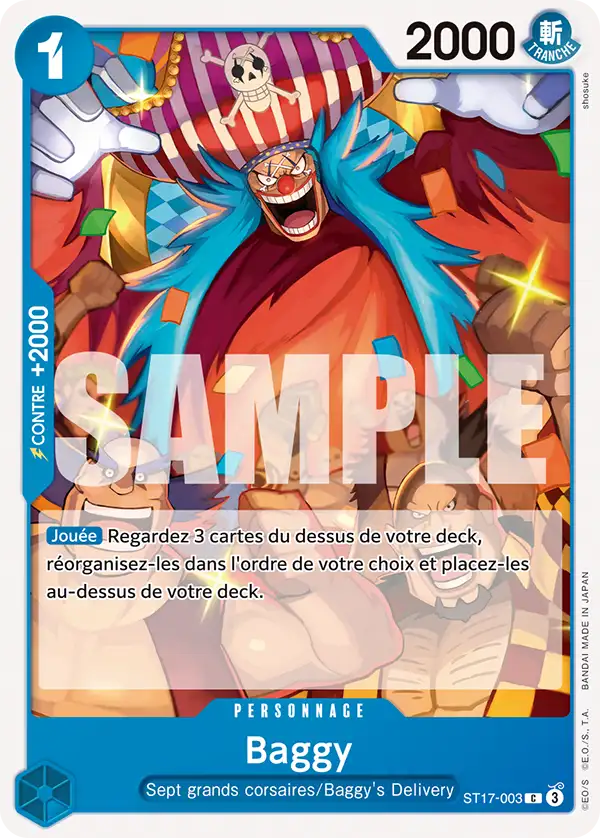 1
2000
斬
TRANCHE
shosuke
CONTRE +2000
SAMPLE
Jouée Regardez 3 cartes du dessus de votre deck,
réorganisez-les dans l'ordre de votre choix et placez-les
au-dessus de votre deck.
PERSONNAGE
Baggy
Sept grands corsaires/Baggy's Delivery
ST17-003 C 3
©EO/S ©E.O./S., T.A. BANDAI MADE IN JAPAN